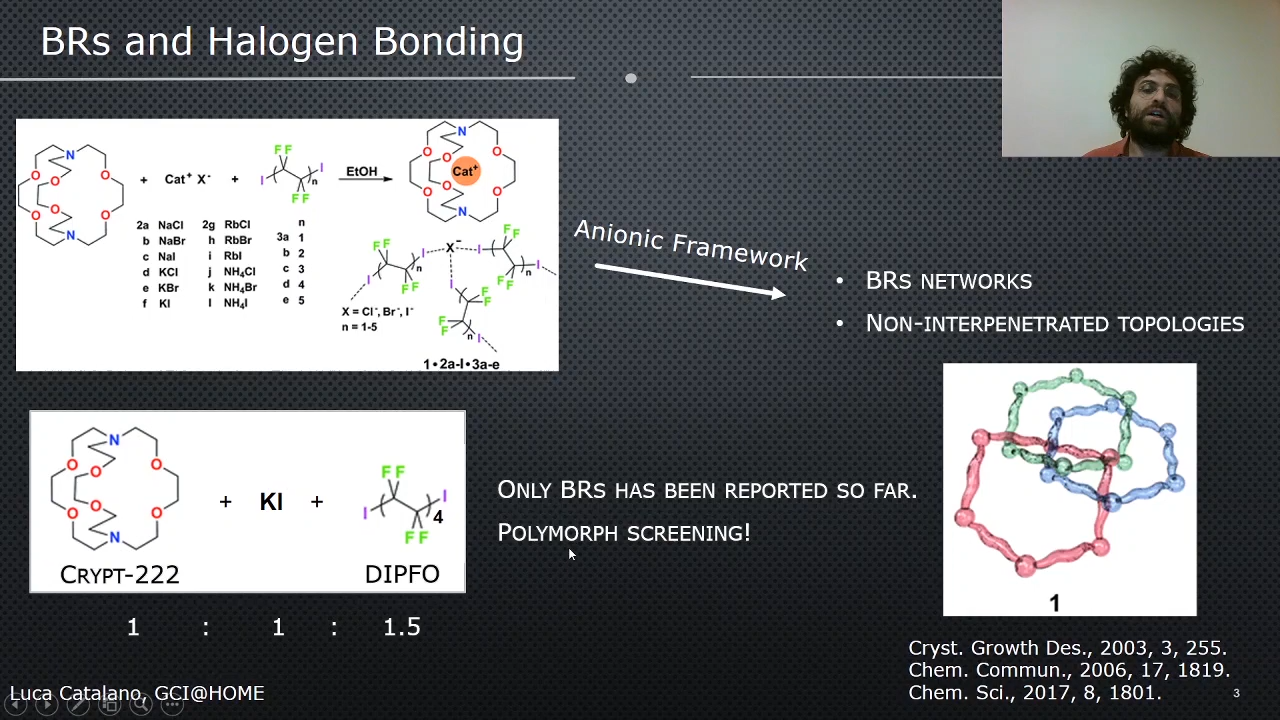 BRs and Halogen Bonding
N
O
O
O
O
O
O
N
+ Cat+ X- +
F F
I
( )n
I
F F
EtOH
N
O
O
O
Cat+
O
O
O
N
2a NaCl 2g RbCl n
b NaBr h RbBr 3a 1
c NaI i RbI b 2
d KCl j NH4Cl c 3
e KBr k NH4Br d 4
f KI l NH4I e 5
F F
I
( )n
I
F F
X-
F F
I
( )n
I
F F
I
F
F
F
F
n
I
X = Cl-, Br-, I-
n = 1-5
1•2a-l•3a-e
Anionic Framework
• BRs NETWORKS
• NON-INTERPENETRATED TOPOLOGIES
N
O
O
O
O
O
O
N
+ KI +
F F
I
( )4
I
F F
CRYPT-222
DIPFO
1 : 1 : 1.5
ONLY BRs HAS BEEN REPORTED SO FAR.
POLYMORPH SCREENING!
1
Cryst. Growth Des., 2003, 3, 255.
Chem. Commun., 2006, 17, 1819.
Chem. Sci., 2017, 8, 1801.
Luca Catalano, GCI@HOME
3